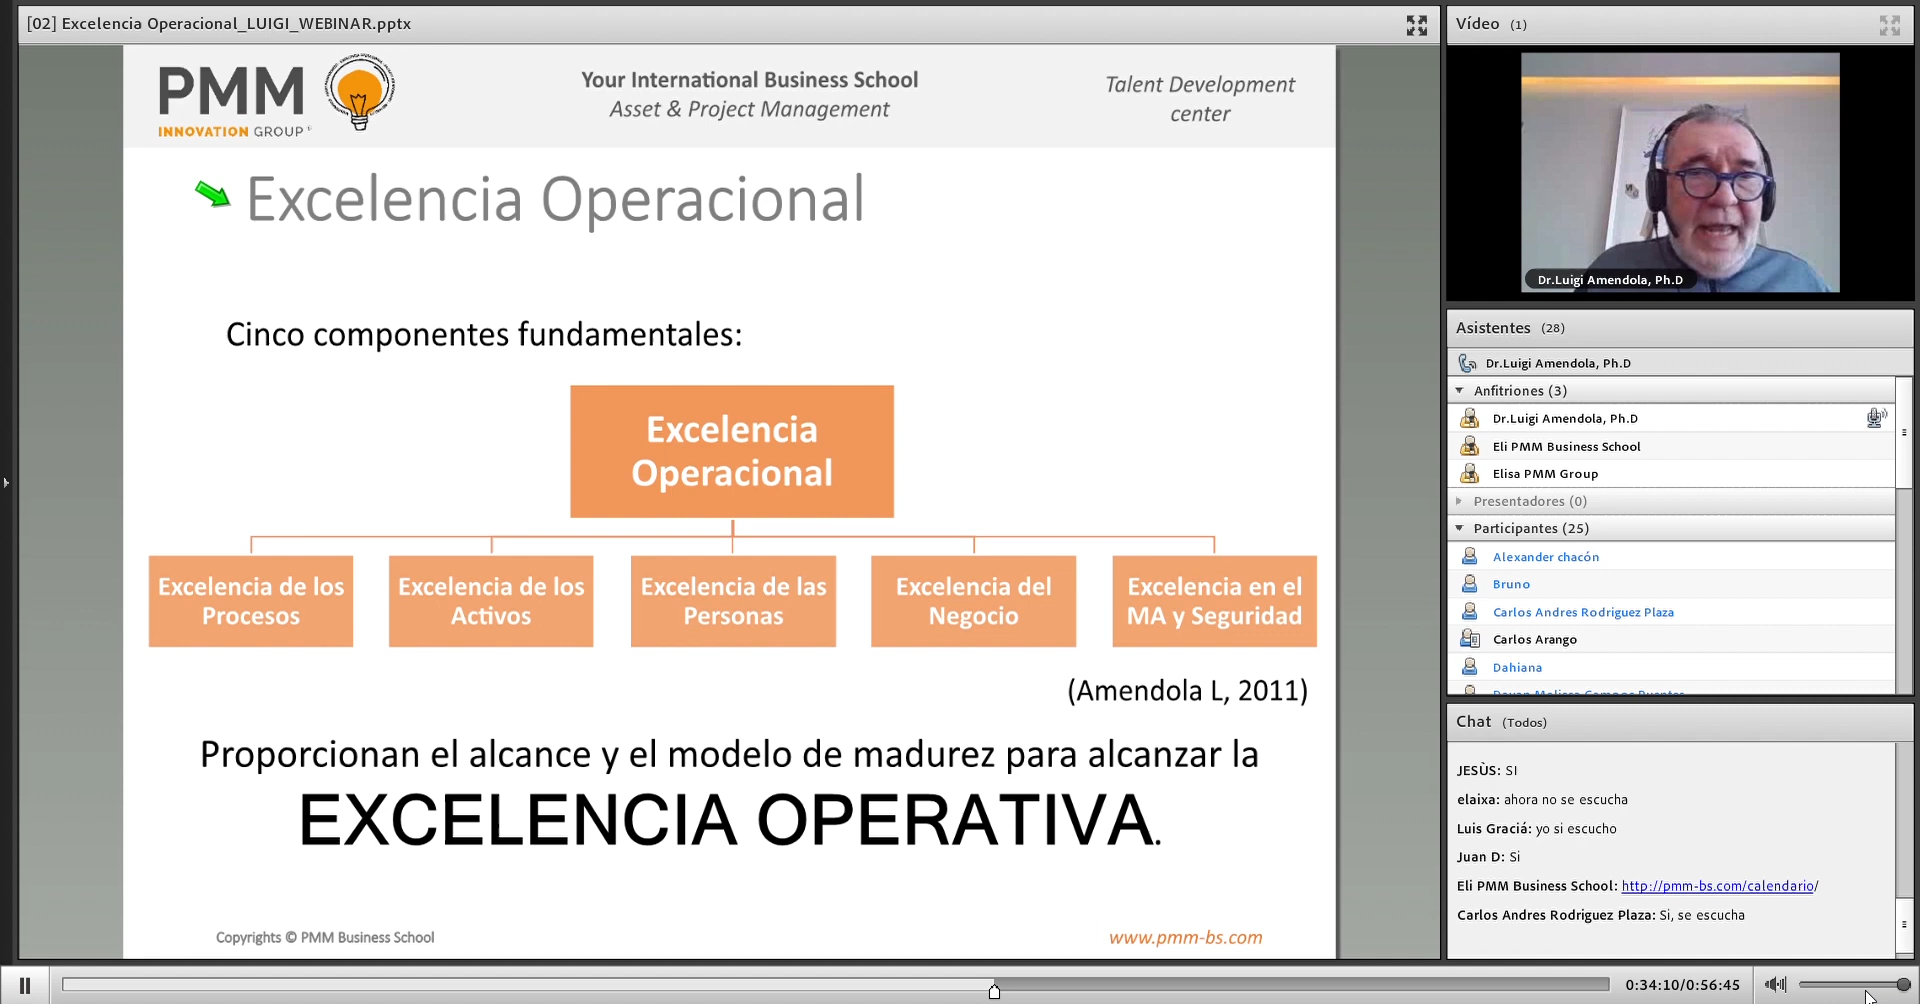 [02] Excelencia Operacional_LUIGI_WEBINAR.pptx
PMM
INNOVATION GROUP
Your International Business School
Asset & Project Management
Talent Development
center
Excelencia Operacional
Cinco componentes fundamentales:
Excelencia
Operacional
Excelencia de los
Procesos
Excelencia de los
Activos
Excelencia de las
Personas
Excelencia del
Negocio
Excelencia en el
MA y Seguridad
(Amendola L, 2011)
Proporcionan el alcance y el modelo de madurez para alcanzar la
EXCELENCIA OPERATIVA.
Copyrights © PMM Business School
www.pmm-bs.com
Vídeo (1)
Dr.Luigi Amendola, Ph.D
Asistentes (28)
Dr.Luigi Amendola, Ph.D
Anfitriones (3)
Dr.Luigi Amendola, Ph.D
Eli PMM Business School
Elisa PMM Group
Presentadores (0)
Participantes (25)
Alexander chacón
Bruno
Carlos Andres Rodriguez Plaza
Carlos Arango
Dahiana
Chat (Todos)
JESÙS: SI
elaixa: ahora no se escucha
Luis Graciá: yo si escucho
Juan D: Si
Eli PMM Business School: http://pmm-bs.com/calendario/
Carlos Andres Rodriguez Plaza: Si, se escucha
0:34:10/0:56:45